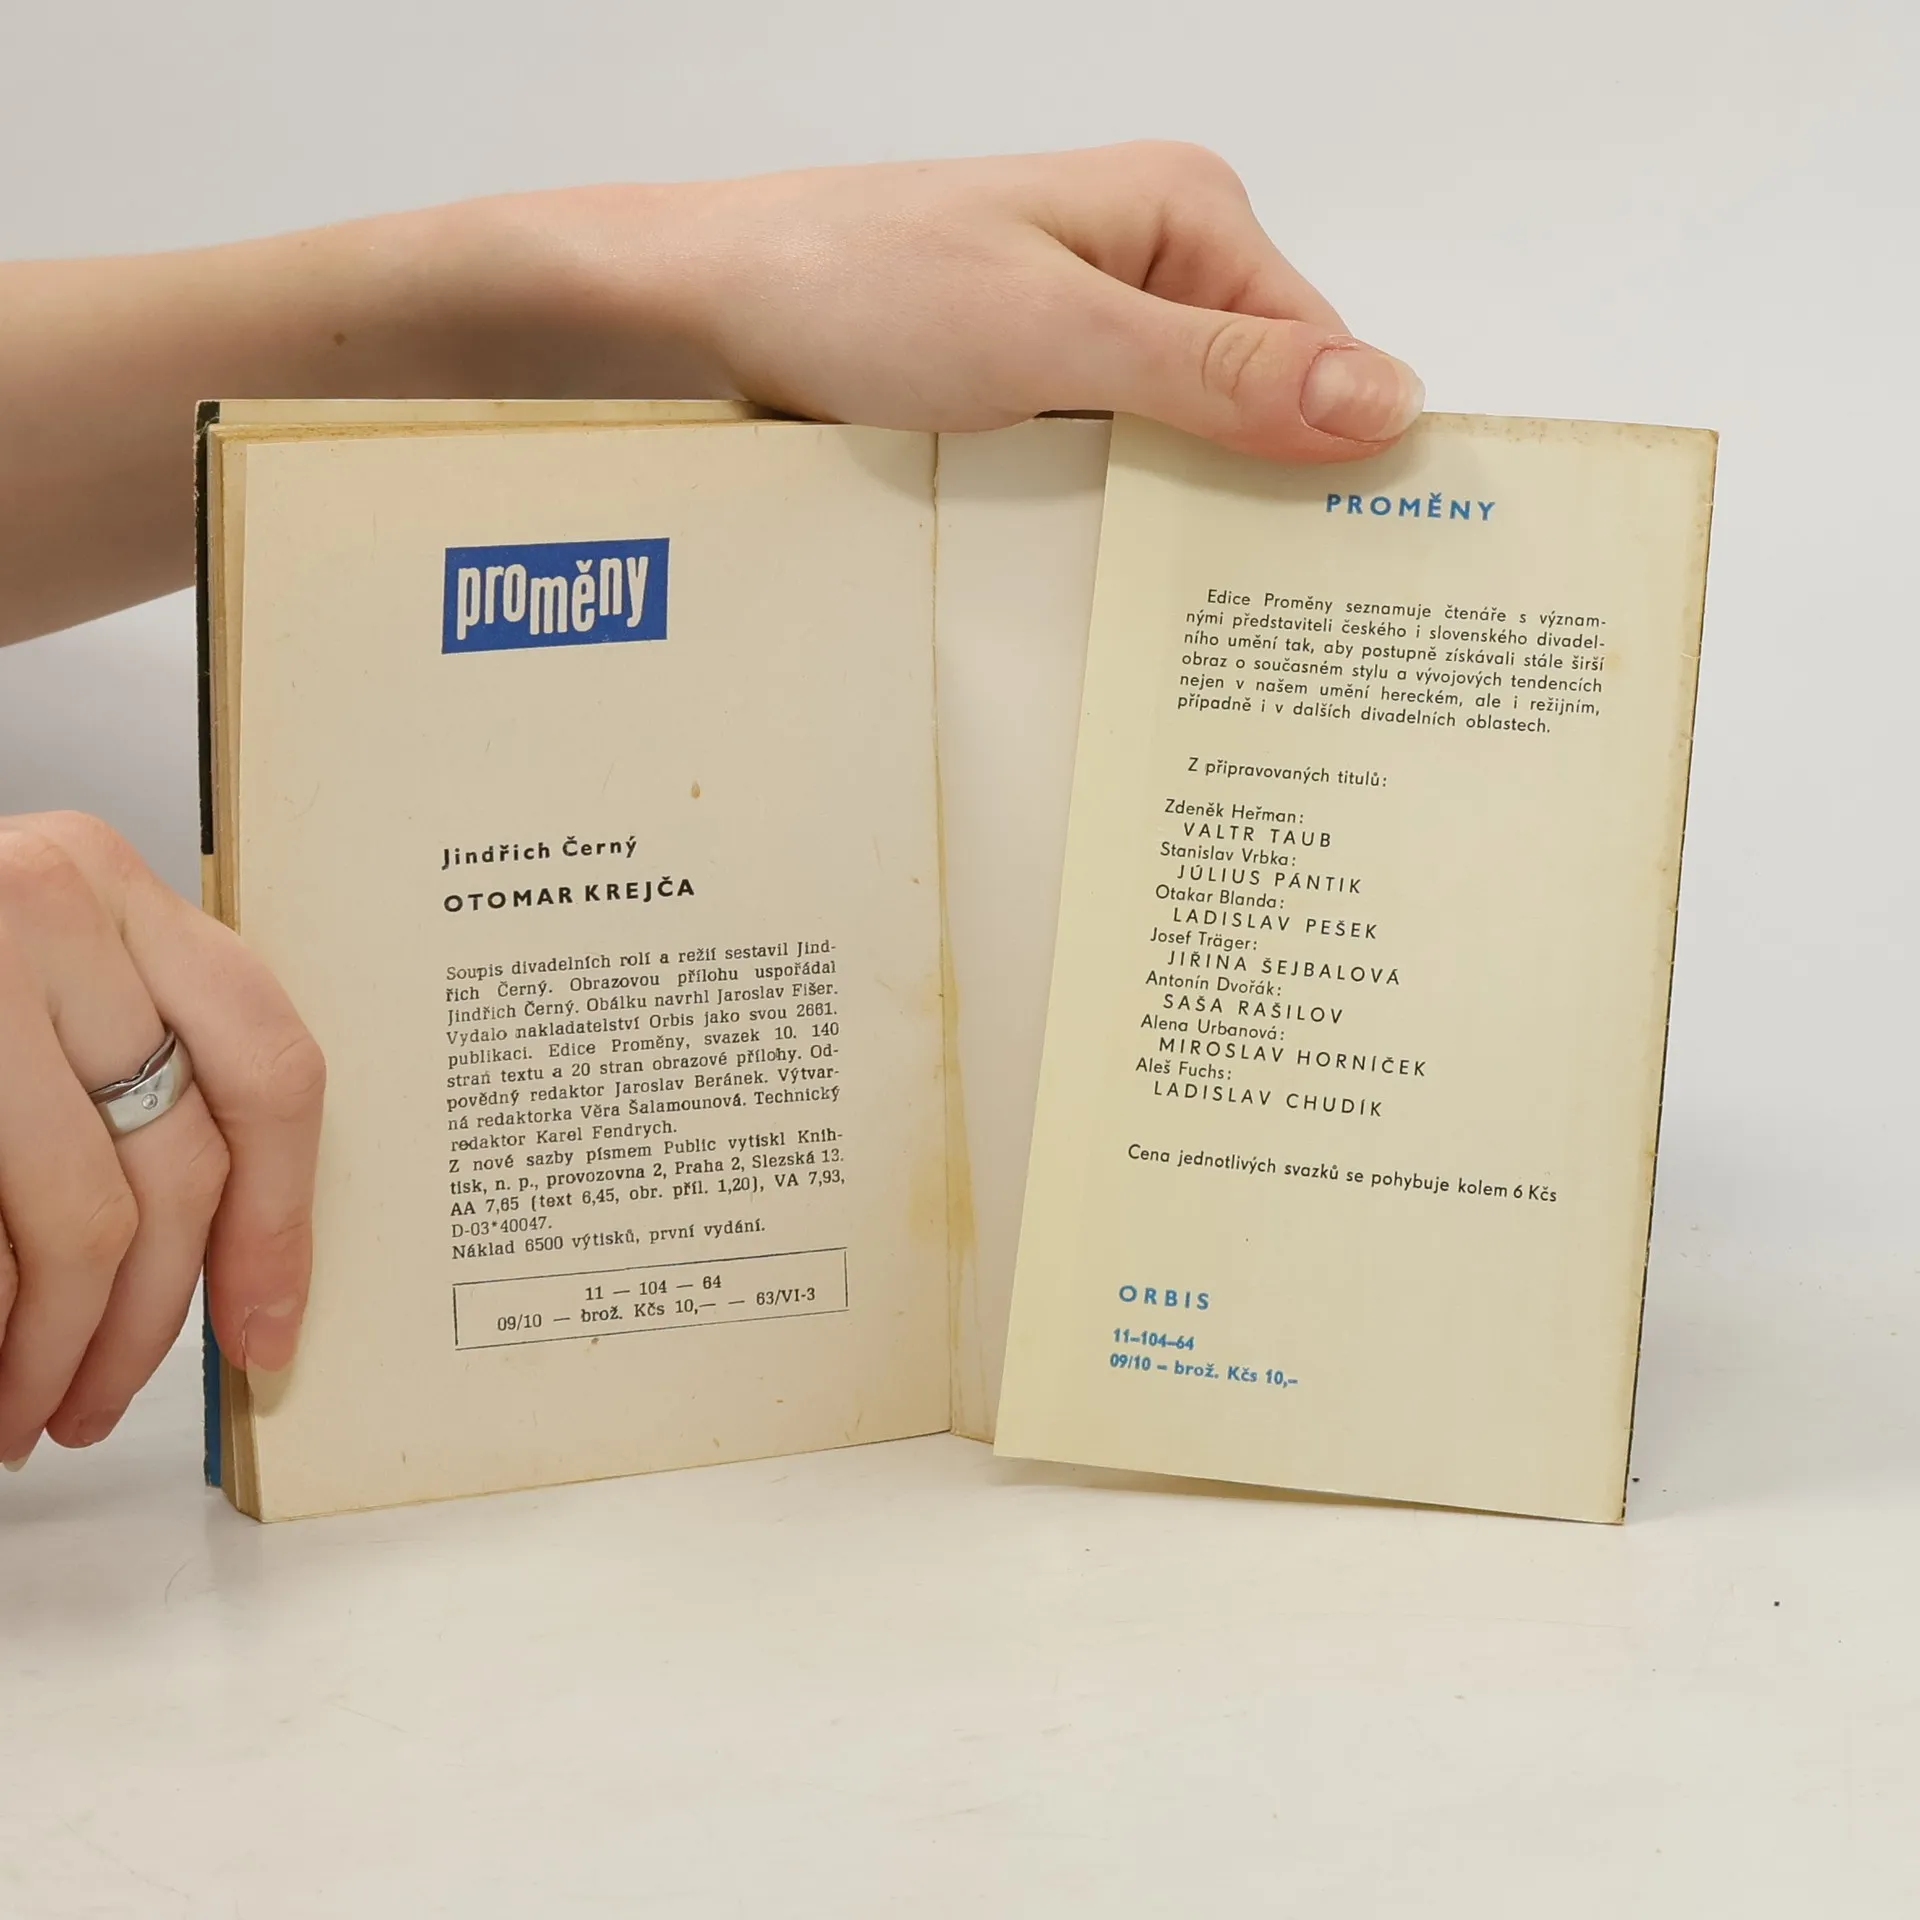 proměny
Jindřich Černý
OTOMAR KREJČA
Soupis divadelních rolí a režií sestavil Jind-
řich Černý. Obrazovou přílohu uspořádal
Jindřich Černý. Obálku navrhl Jaroslav Fišer.
Vydalo nakladatelství Orbis jako svou 2661.
publikaci. Edice Proměny, svazek 10. 140
stran textu a 20 stran obrazové přílohy. Od-
povědný redaktor Jaroslav Beránek. Výtvar-
ná redaktorka Věra Šalamounová. Technický
redaktor Karel Fendrych.
Z nové sazby písmem Public vytiskl Knih-
tisk, n. p., provozovna 2, Praha 2, Slezská 13.
AA 7,65 (text 6,45, obr. příl. 1,20), VA 7,93,
D-03*40047.
Náklad 6500 výtisků, první vydání.
11 — 104 — 64
09/10 — brož. Kčs 10,— — 63/VI-3
PROMĚNY
Edice Proměny seznamuje čtenáře s význam-
nými představiteli českého i slovenského divadel-
ního umění tak, aby postupně získávali stále širší
obraz o současném stylu a vývojových tendencích
nejen v našem umění hereckém, ale i režijním,
případně i v dalších divadelních oblastech.
Z připravovaných titulů:
Zdeněk Heřman:
VALTR TAUB
Stanislav Vrbka:
JÚLIUS PÁNTIK
Otakar Blanda:
LADISLAV PEŠEK
Josef Träger:
JIŘINA ŠEJBALOVÁ
Antonín Dvořák:
SAŠA RAŠILOV
Alena Urbanová:
MIROSLAV HORNÍČEK
Aleš Fuchs:
LADISLAV CHUDÍK
Cena jednotlivých svazků se pohybuje kolem 6 Kčs
ORBIS
11–104–64
09/10 – brož. Kčs 10,–